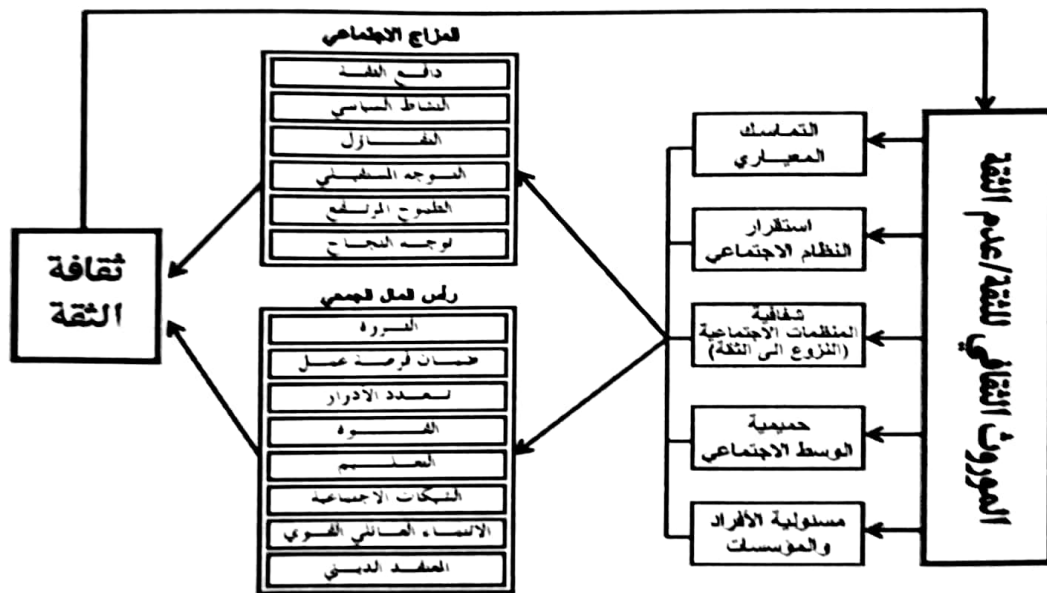 الموروث الثقافي للثقة/عدم الثقة
التماسك
المعياري
استقرار
النظام الاجتماعي
شفافية
المنظمات الاجتماعية
(النزوع الى الثقة)
حميمية
الوسط الاجتماعي
مسئولية الأفراد
والمؤسسات
المزاج الاجتماعي
دافع الثقة
النشاط السياسي
التفاؤل
التوجه المستقبلي
الطموح المرتفع
توجه النجاح
رأس المال الجمعي
الثروة
ضمان فرصة عمل
تعدد الأدوار
القوة
التعليم
الشبكات الاجتماعية
الانتماء العائلي القوي
المعتقد الديني
ثقافة
الثقة